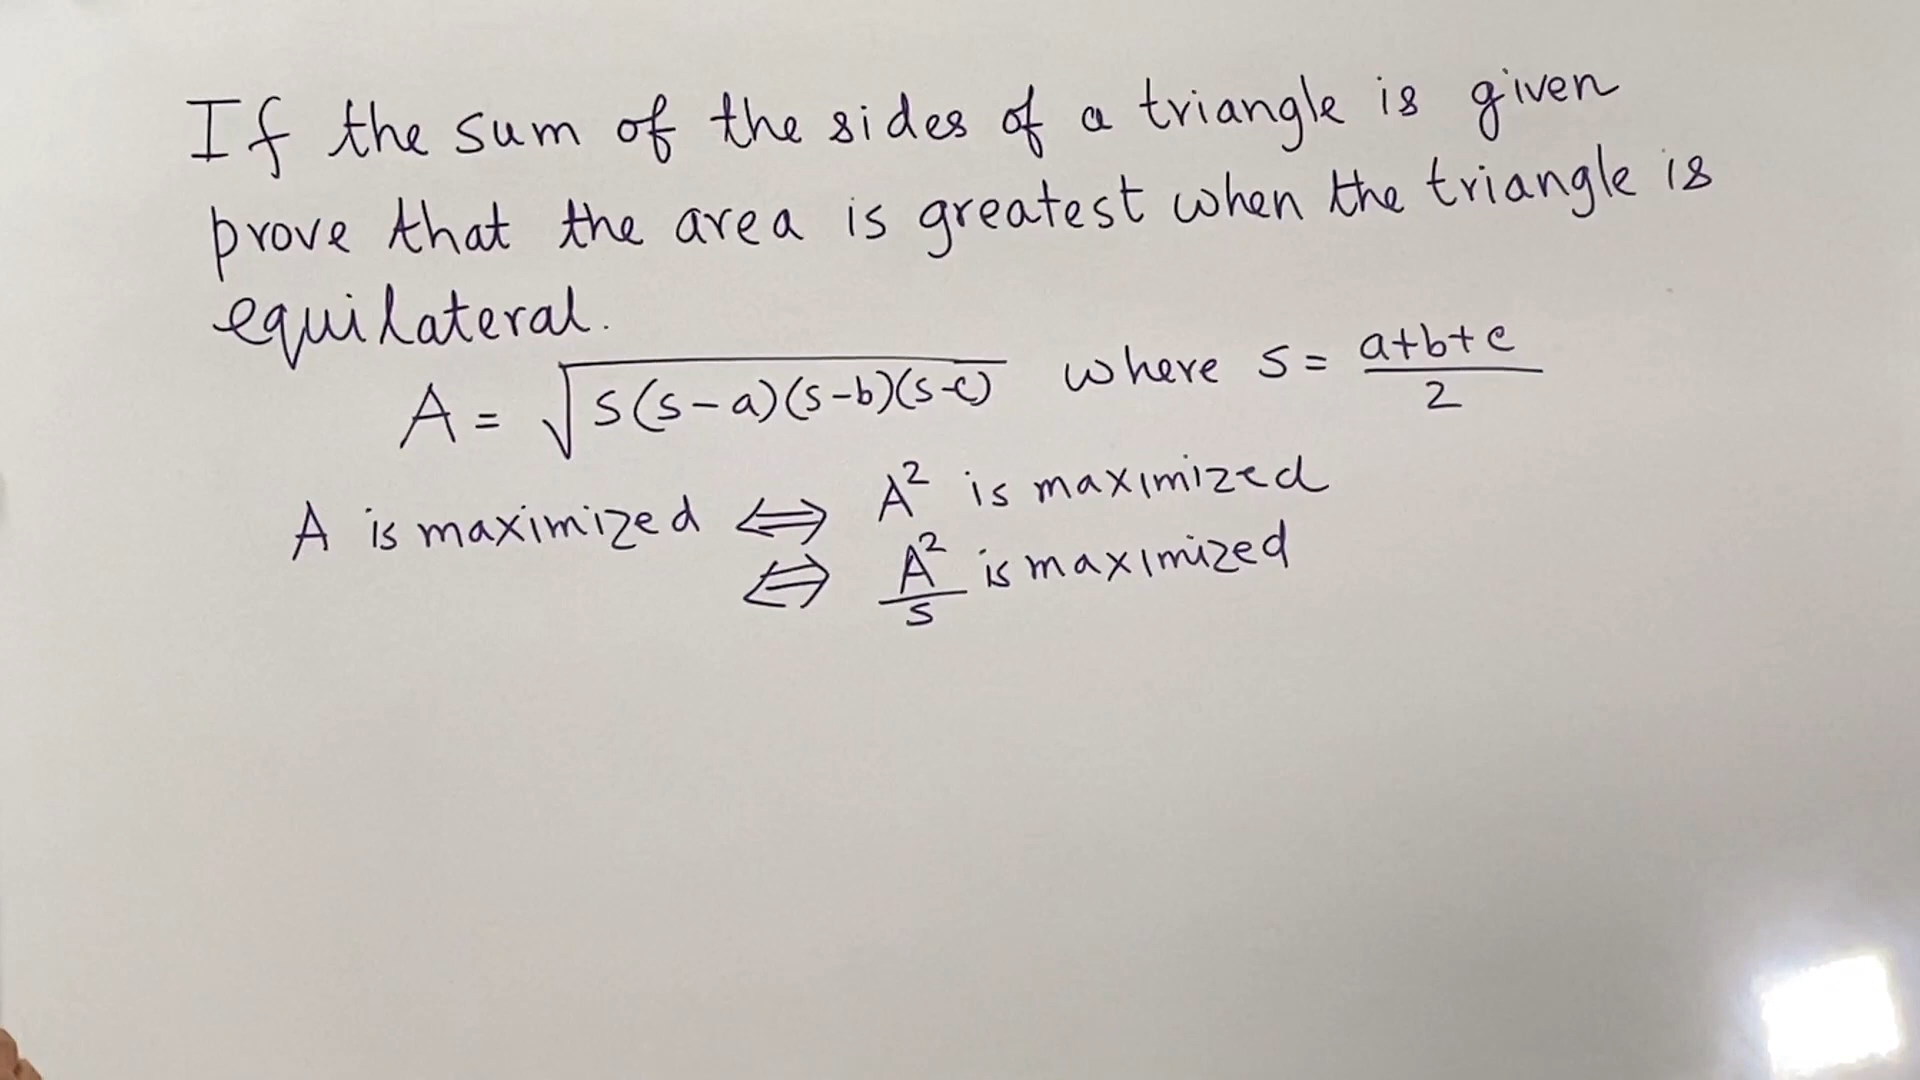 If the sum of the sides of a triangle is given
prove that the area is greatest when the triangle is
equilateral.
A = √s(s-a)(s-b)(s-c) where s = a+b+c/2
A is maximized ⇔ A² is maximized
⇔ A²/s is maximized